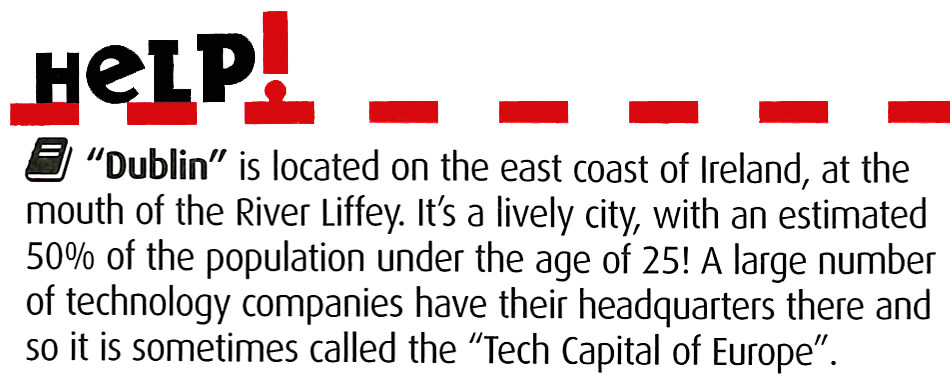 HeLP!
“Dublin” is located on the east coast of Ireland, at the
mouth of the River Liffey. It’s a lively city, with an estimated
50% of the population under the age of 25! A large number
of technology companies have their headquarters there and
so it is sometimes called the “Tech Capital of Europe”.